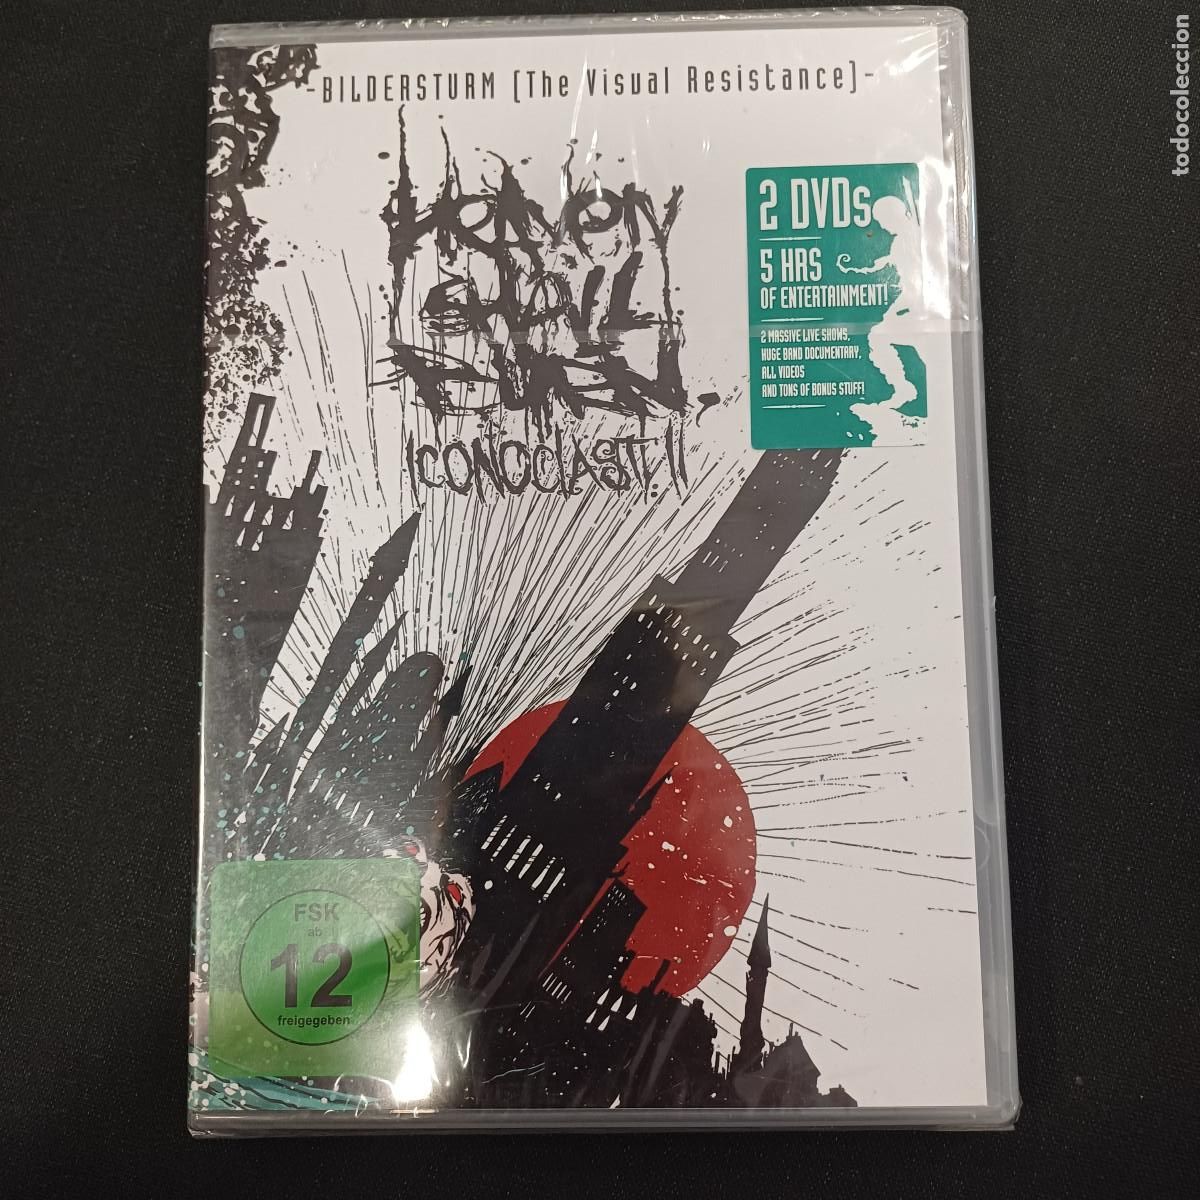 -BILDERSTURM [The Visual Resistance]-
HEAVEN
SHALL
BURN
ICONOCLAST: II
2 DVDs
5 HRS
OF ENTERTAINMENT!
2 MASSIVE LIVE SHOWS,
HUGE BAND DOCUMENTARY,
ALL VIDEOS
AND TONS OF BONUS STUFF!
FSK
ab
12
freigegeben
todocoleccion